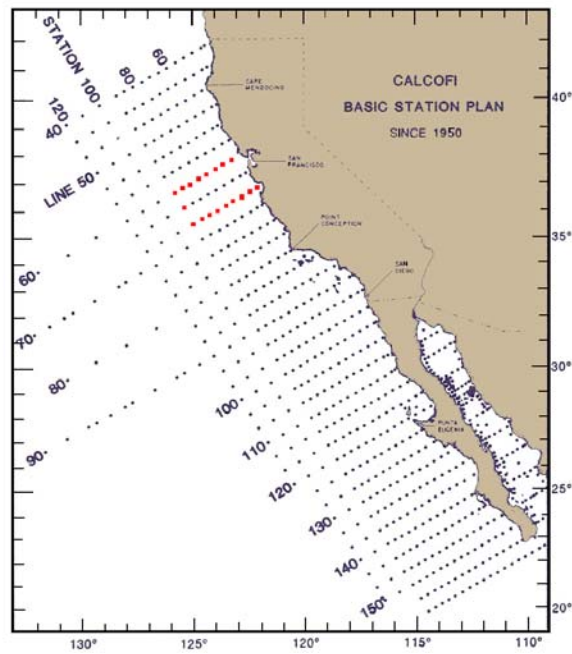 CALCOFI
BASIC STATION PLAN
SINCE 1950
STATION 100
80
60
120
40
LINE 50
60
70
80
90
100
110
120
130
140
150
CAPE
MENDOCINO
SAN
FRANCISCO
POINT
CONCEPTION
SAN
DIEGO
PUNTA
EUGENIA
40°
35°
30°
25°
20°
130°
125°
120°
115°
110°